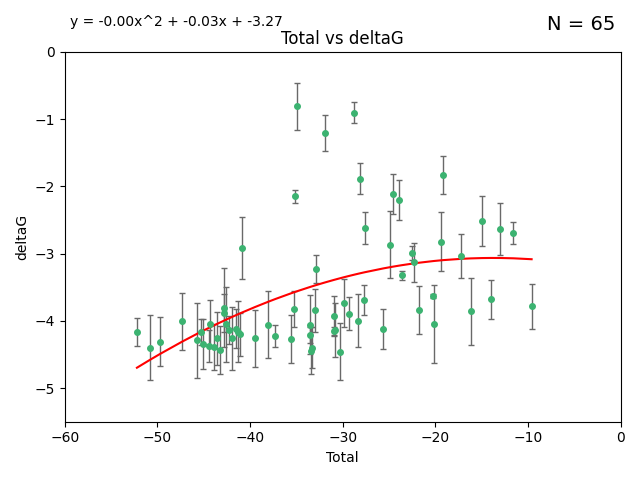 y = -0.00x^2 + -0.03x + -3.27
N = 65
Total vs deltaG
0
−1
−2
−3
−4
−5
deltaG
−60 −50 −40 −30 −20 −10 0
Total